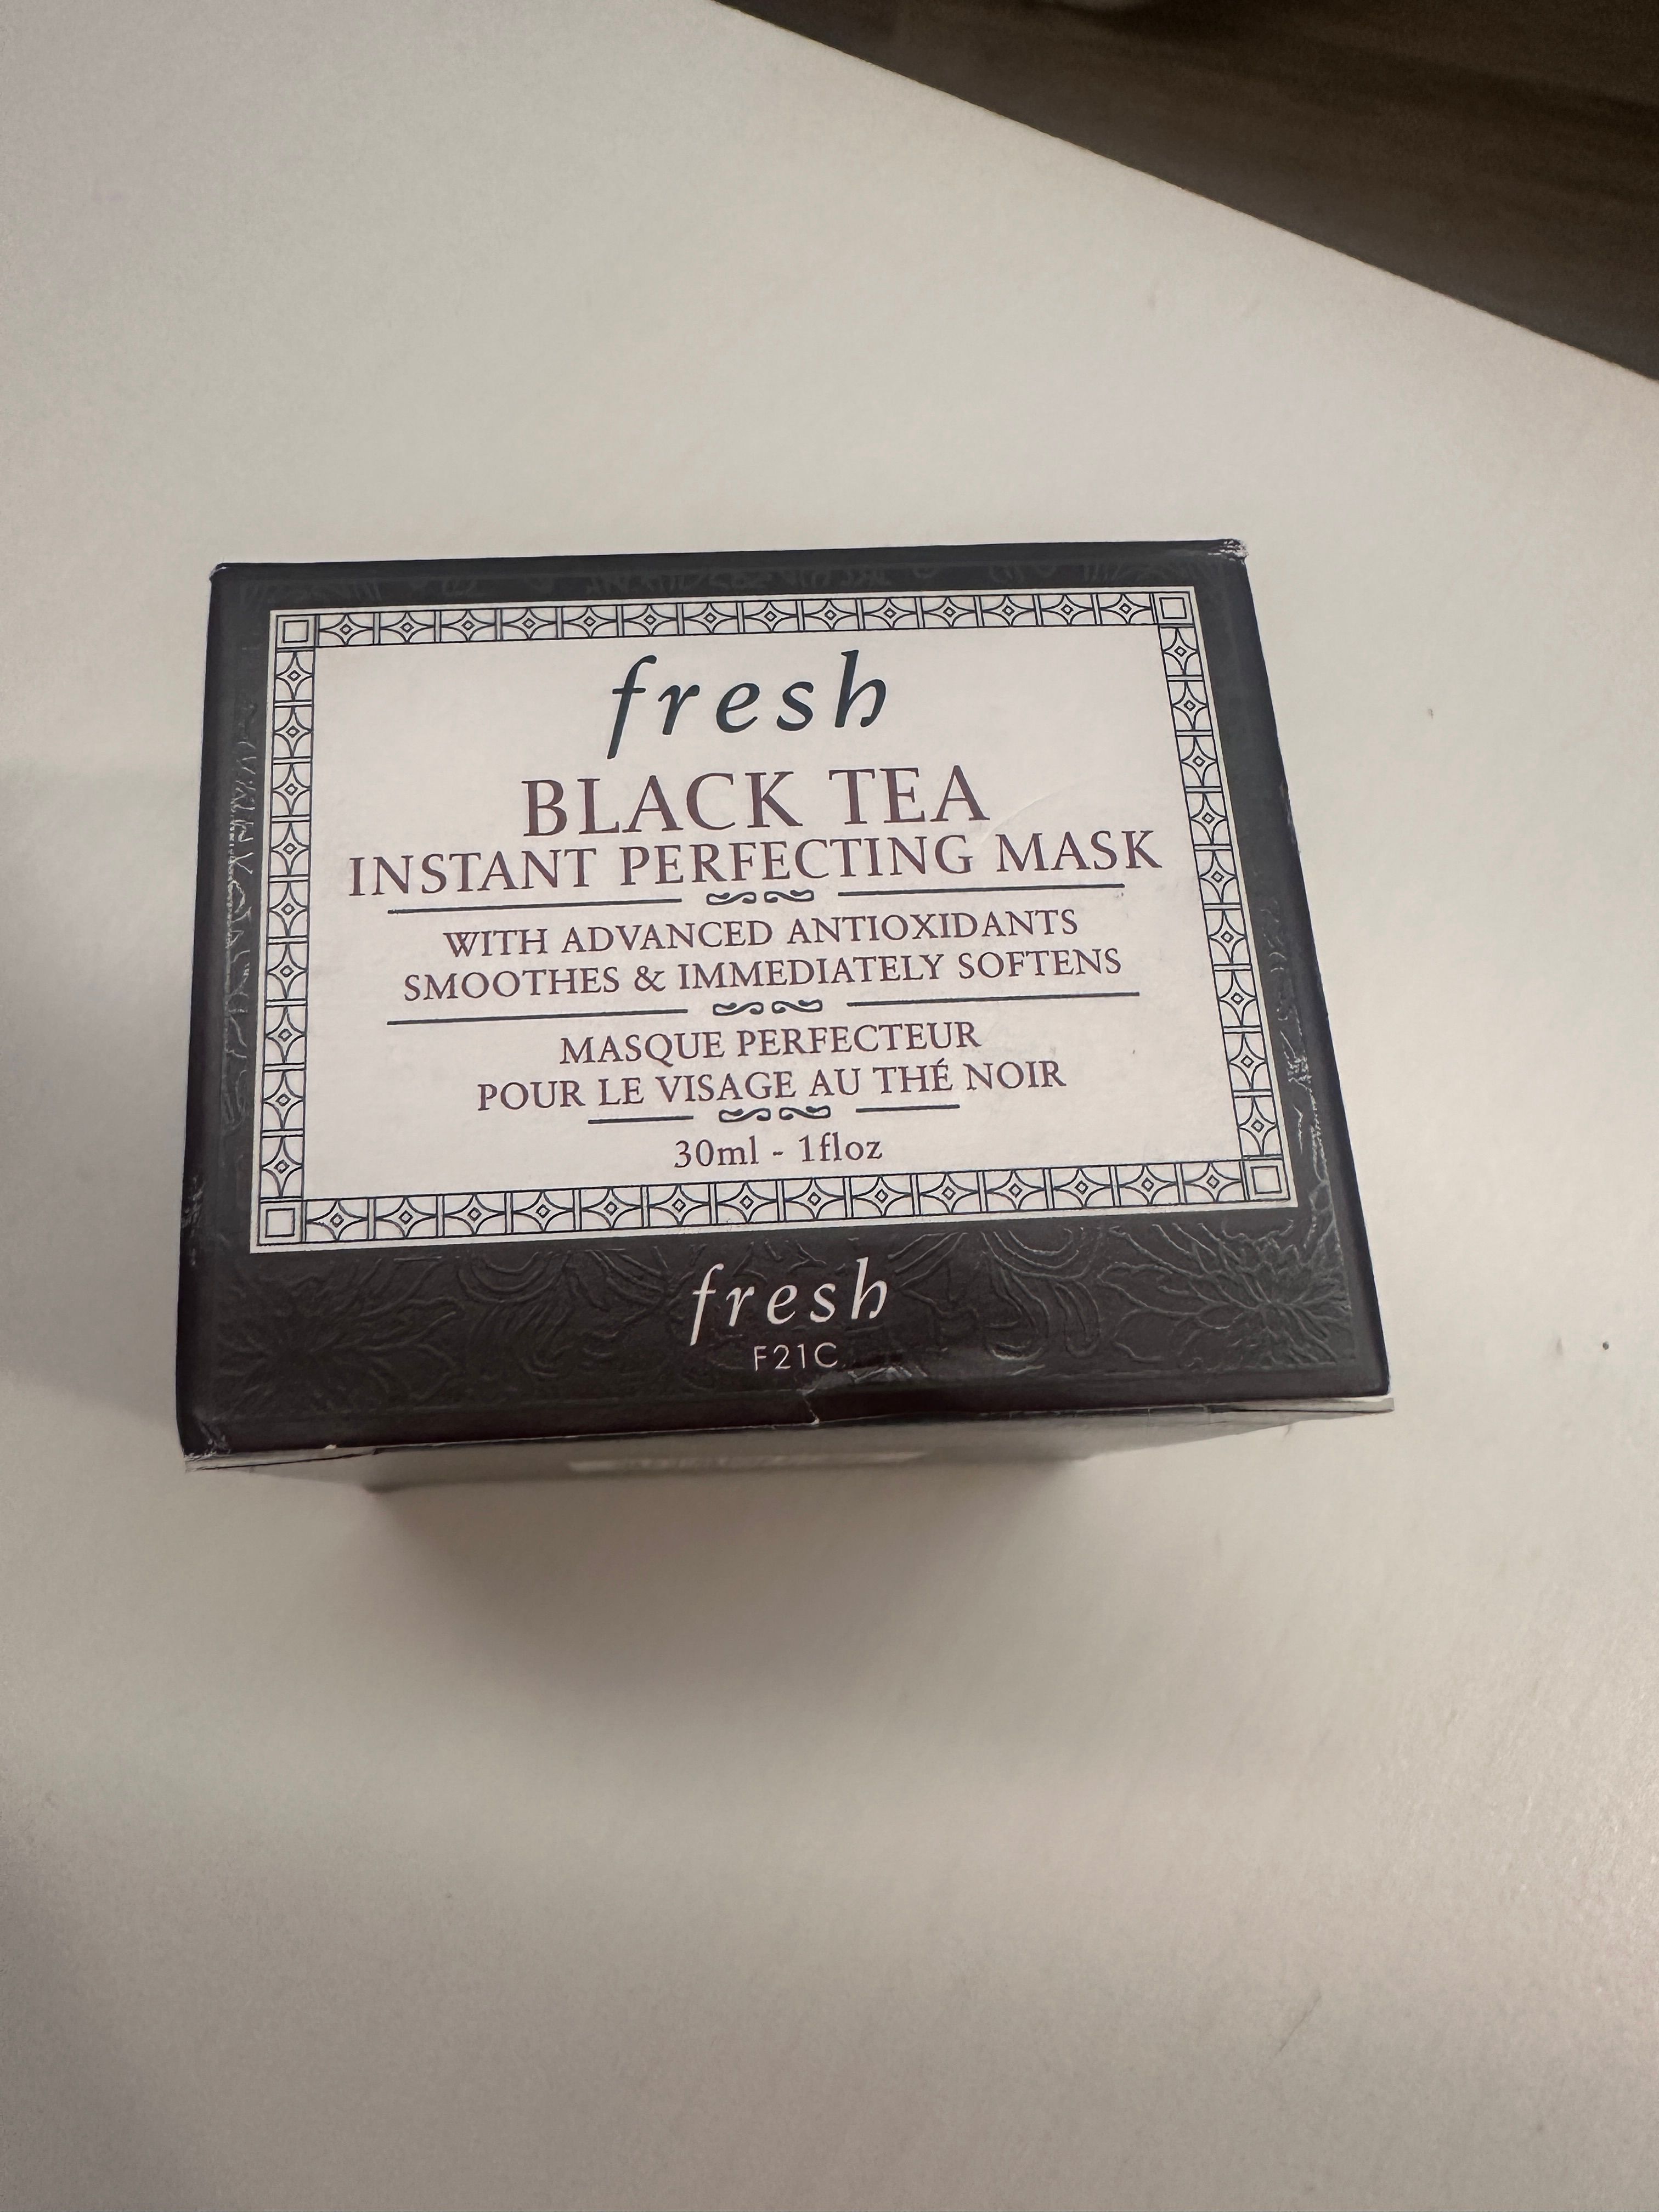 fresh
BLACK TEA
INSTANT PERFECTING MASK
WITH ADVANCED ANTIOXIDANTS
SMOOTHES & IMMEDIATELY SOFTENS
MASQUE PERFECTEUR
POUR LE VISAGE AU THÉ NOIR
30ml - 1floz
fresh
F21C